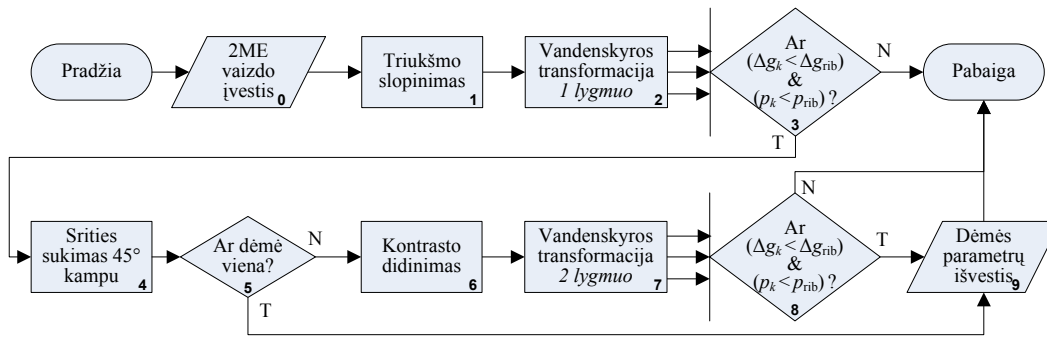 Pradžia
2ME
vaizdo
įvestis
0
Triukšmo
slopinimas
1
Vandenskyros
transformacija
1 lygmuo
2
Ar
(Δgk < Δgrib)
&
(pk < prib) ?
3
N
T
Pabaiga
Srities
sukimas 45°
kampu
4
Ar dėmė
viena?
5
N
T
Kontrasto
didinimas
6
Vandenskyros
transformacija
2 lygmuo
7
Ar
(Δgk < Δgrib)
&
(pk < prib) ?
8
N
T
Dėmės
parametrų
išvestis
9